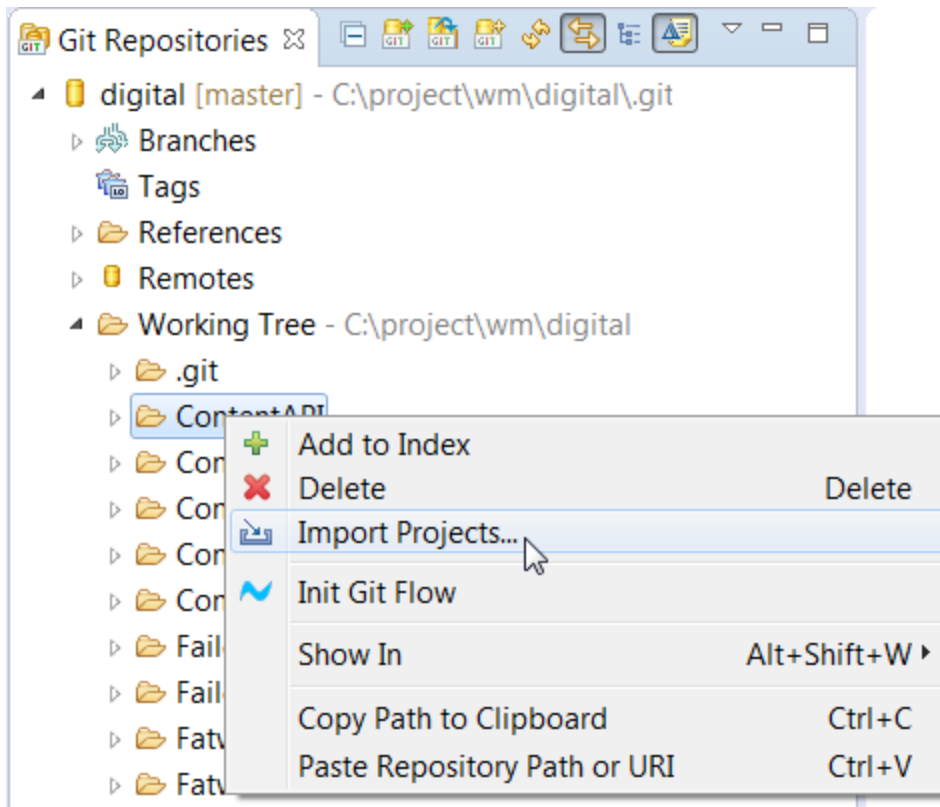 Git Repositories
digital [master] - C:\project\wm\digital\.git
Branches
Tags
References
Remotes
Working Tree - C:\project\wm\digital
.git
ContentAPI
Add to Index
Delete Delete
Import Projects...
Init Git Flow
Show In Alt+Shift+W
Copy Path to Clipboard Ctrl+C
Paste Repository Path or URI Ctrl+V